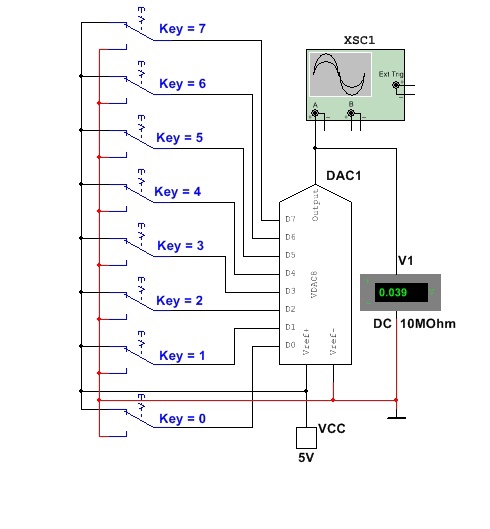 Key = 7
XSC1
Ext Trig
A
B
Key = 6
Key = 5
DAC1
Output
Key = 4
D7
D6
D5
D4
D3
D2
D1
D0
VDAC8
Vref+
Vref-
Key = 3
V1
0.039
DC 10MOhm
Key = 2
Key = 1
Key = 0
VCC
5V